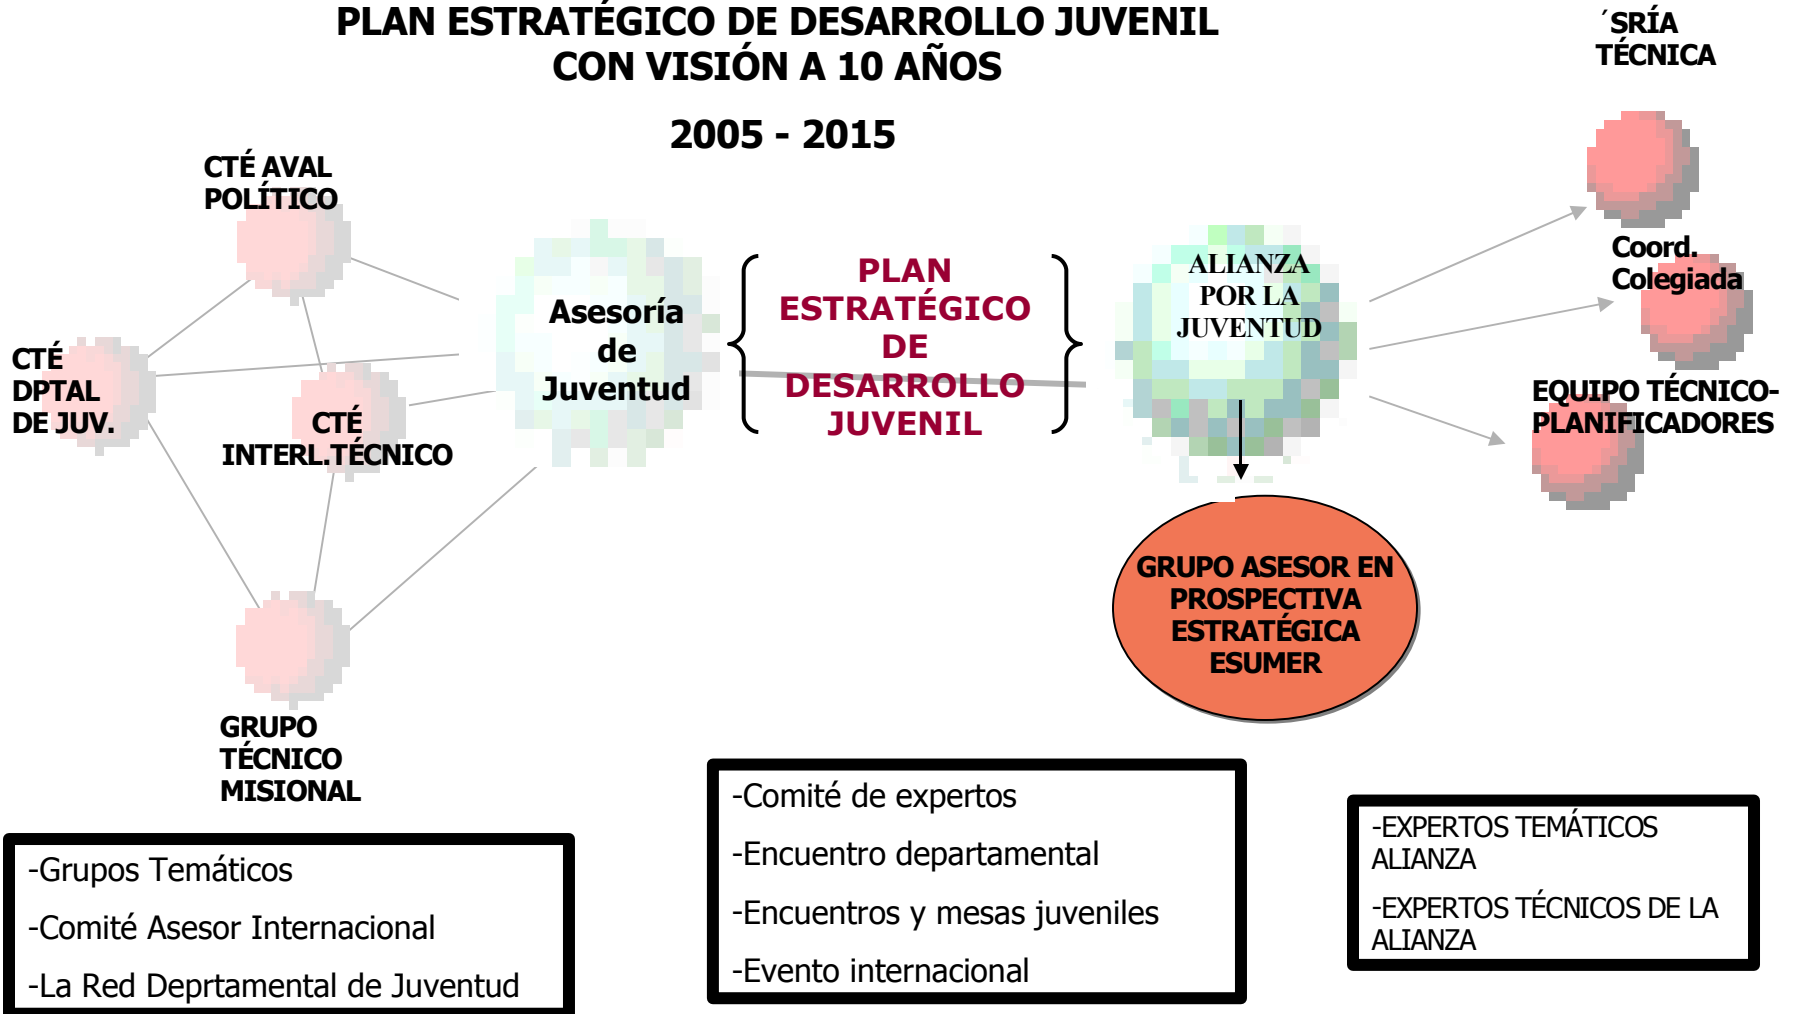 PLAN ESTRATÉGICO DE DESARROLLO JUVENIL
CON VISIÓN A 10 AÑOS
2005 - 2015
´SRÍA
TÉCNICA
CTÉ AVAL
POLÍTICO
Coord.
Colegiada
CTÉ
DPTAL
DE JUV.
CTÉ
INTERL.TÉCNICO
Asesoría
de
Juventud
PLAN
ESTRATÉGICO
DE
DESARROLLO
JUVENIL
ALIANZA
POR LA
JUVENTUD
EQUIPO TÉCNICO-
PLANIFICADORES
GRUPO ASESOR EN
PROSPECTIVA
ESTRATÉGICA
ESUMER
GRUPO
TÉCNICO
MISIONAL
-Grupos Temáticos
-Comité Asesor Internacional
-La Red Deprtamental de Juventud
-Comité de expertos
-Encuentro departamental
-Encuentros y mesas juveniles
-Evento internacional
-EXPERTOS TEMÁTICOS
ALIANZA
-EXPERTOS TÉCNICOS DE LA
ALIANZA